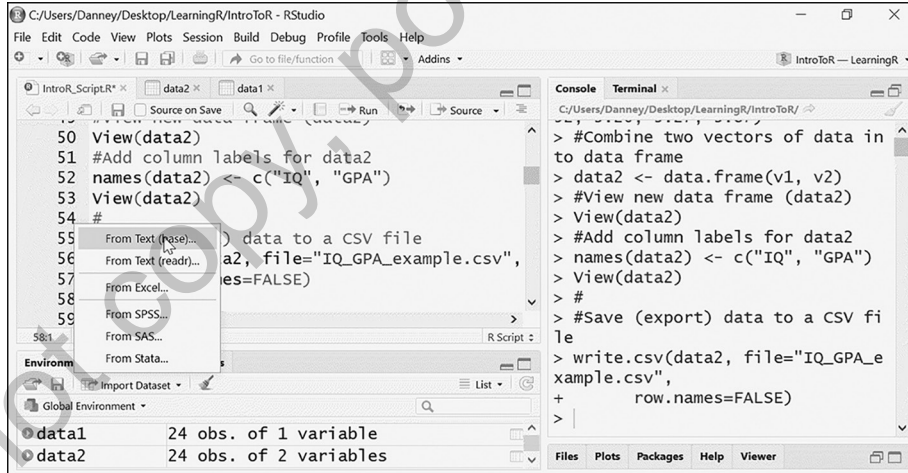 C:/Users/Danney/Desktop/LearningR/IntroToR - RStudio
File Edit Code View Plots Session Build Debug Profile Tools Help
Go to file/function
Addins
IntroToR — LearningR
IntroR_Script.R*
data2
data1
Source on Save
Run
Source
50 View(data2)
51 #Add column labels for data2
52 names(data2) <- c("IQ", "GPA")
53 View(data2)
54 #
55 ) data to a CSV file
56 a2, file="IQ_GPA_example.csv",
57 es=FALSE)
58
59
From Text (base)...
From Text (readr)...
From Excel...
From SPSS...
From SAS...
From Stata...
58:1
R Script
Environm
s
Import Dataset
List
Global Environment
data1 24 obs. of 1 variable
data2 24 obs. of 2 variables
Console Terminal
C:/Users/Danney/Desktop/LearningR/IntroToR/
> #Combine two vectors of data in
to data frame
> data2 <- data.frame(v1, v2)
> #View new data frame (data2)
> View(data2)
> #Add column labels for data2
> names(data2) <- c("IQ", "GPA")
> View(data2)
> #
> #Save (export) data to a CSV fi
le
> write.csv(data2, file="IQ_GPA_e
xample.csv",
+ row.names=FALSE)
>
Files Plots Packages Help Viewer
not copy, po